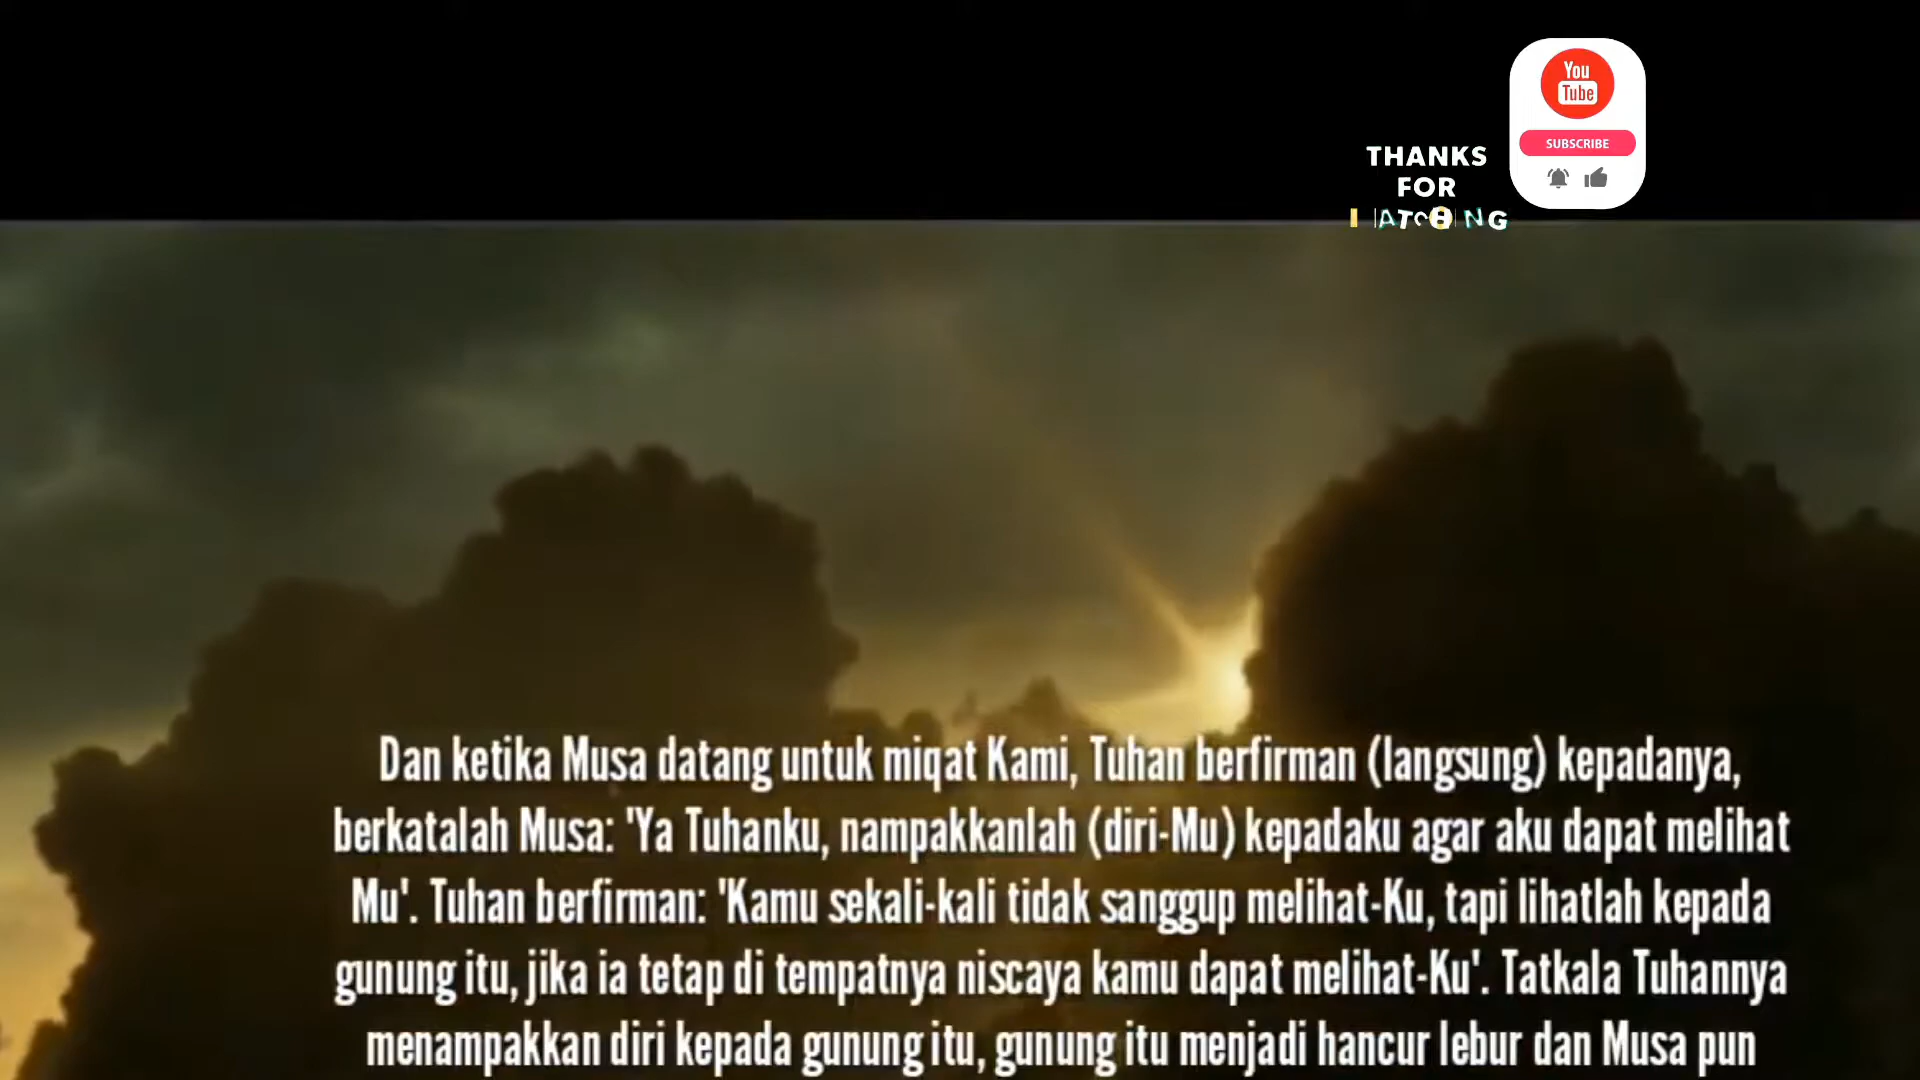 You
Tube
SUBSCRIBE
THANKS
FOR
Dan ketika Musa datang untuk miqat Kami, Tuhan berfirman (langsung) kepadanya,
berkatalah Musa: 'Ya Tuhanku, nampakkanlah (diri-Mu) kepadaku agar aku dapat melihat
Mu'. Tuhan berfirman: 'Kamu sekali-kali tidak sanggup melihat-Ku, tapi lihatlah kepada
gunung itu, jika ia tetap di tempatnya niscaya kamu dapat melihat-Ku'. Tatkala Tuhannya
menampakkan diri kepada gunung itu, gunung itu menjadi hancur lebur dan Musa pun